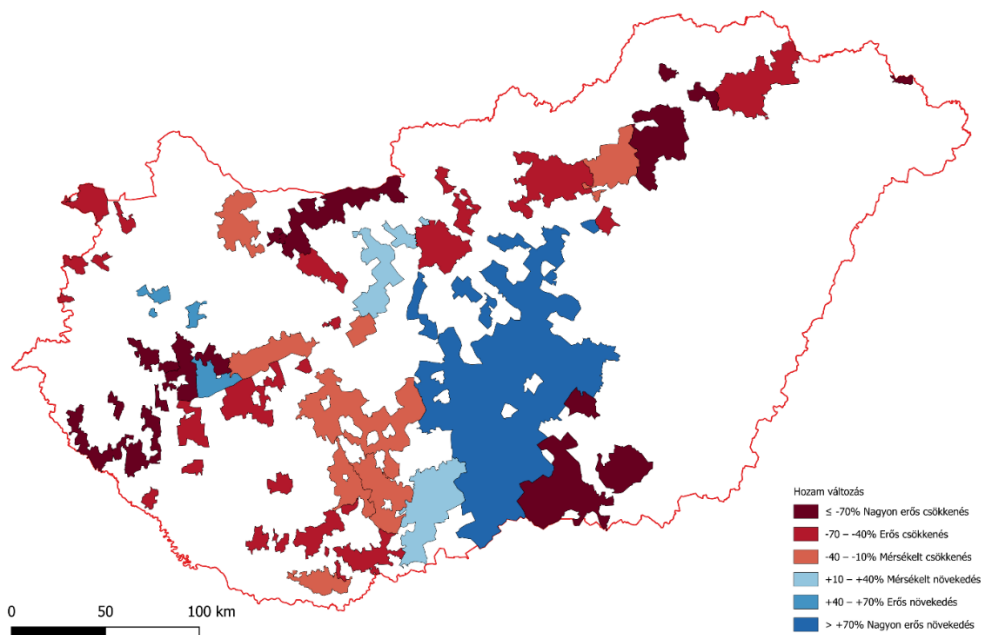 Hozam változás
≤ -70% Nagyon erős csökkenés
-70 – -40% Erős csökkenés
-40 – -10% Mérsékelt csökkenés
+10 – +40% Mérsékelt növekedés
+40 – +70% Erős növekedés
> +70% Nagyon erős növekedés
0 50 100 km